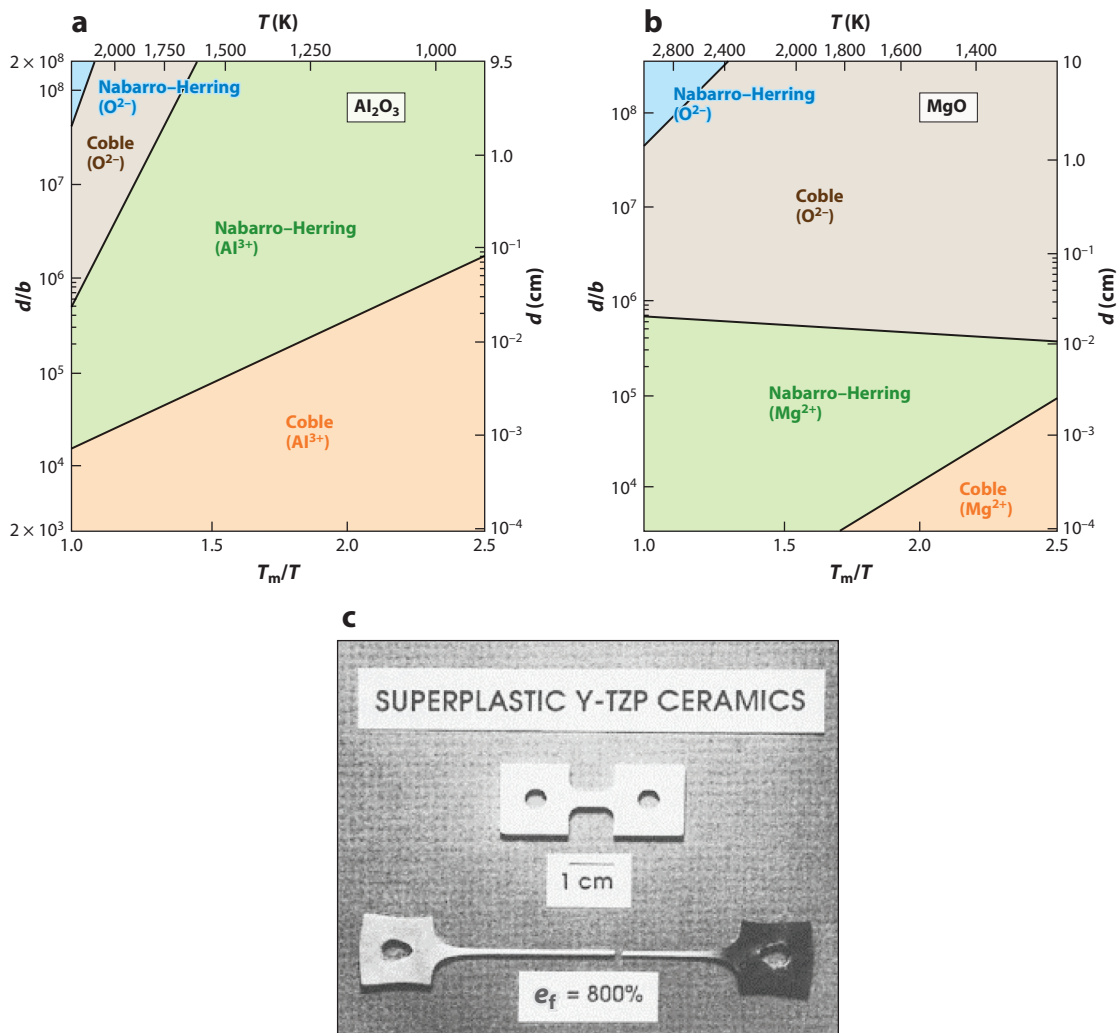 a
T (K)
2,000 1,750 1,500 1,250 1,000
2 × 10⁸
10⁸
10⁷
10⁶
10⁵
10⁴
2 × 10³
d/b
Nabarro–Herring
(O²⁻)
Al₂O₃
Coble
(O²⁻)
Nabarro–Herring
(Al³⁺)
Coble
(Al³⁺)
9.5
1.0
10⁻¹
10⁻²
10⁻³
10⁻⁴
d (cm)
1.0 1.5 2.0 2.5
Tₘ/T
b
T (K)
2,800 2,400 2,000 1,800 1,600 1,400
10⁸
10⁷
10⁶
10⁵
10⁴
d/b
Nabarro–Herring
(O²⁻)
MgO
Coble
(O²⁻)
Nabarro–Herring
(Mg²⁺)
Coble
(Mg²⁺)
10
1.0
10⁻¹
10⁻²
10⁻³
10⁻⁴
d (cm)
1.0 1.5 2.0 2.5
Tₘ/T
c
SUPERPLASTIC Y-TZP CERAMICS
1 cm
e_f = 800%